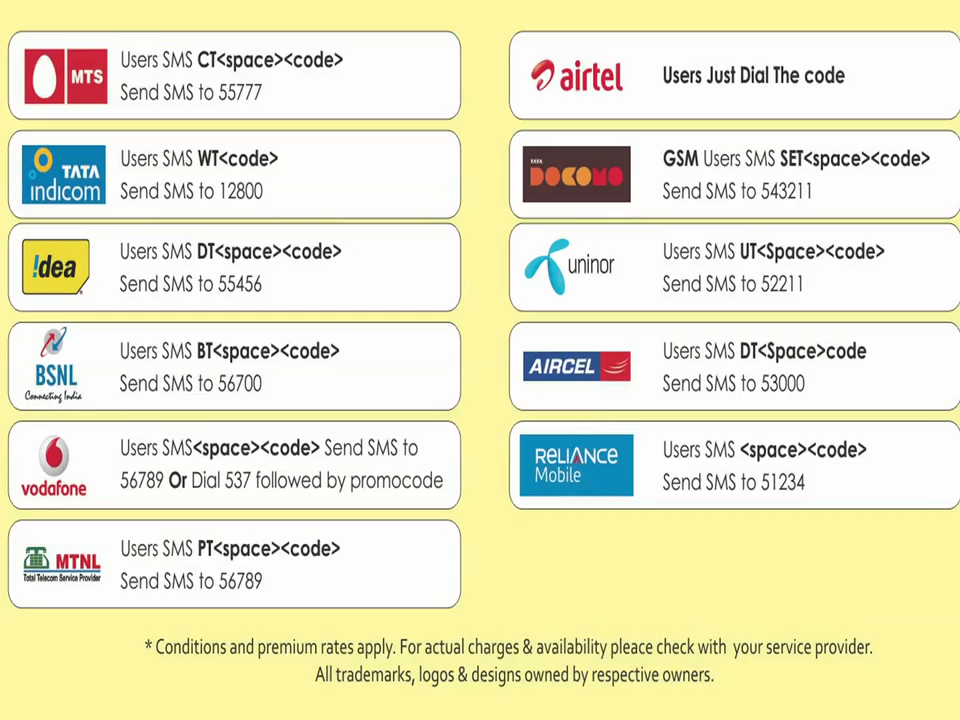 MTS
Users SMS CT<space><code>
Send SMS to 55777
TATA
indicom
Users SMS WT<code>
Send SMS to 12800
!dea
Users SMS DT<space><code>
Send SMS to 55456
BSNL
Connecting India
Users SMS BT<space><code>
Send SMS to 56700
vodafone
Users SMS<space><code> Send SMS to
56789 Or Dial 537 followed by promocode
MTNL
Total Telecom Service Provider
Users SMS PT<space><code>
Send SMS to 56789
airtel
Users Just Dial The code
TATA
DOCOMO
GSM Users SMS SET<space><code>
Send SMS to 543211
uninor
Users SMS UT<Space><code>
Send SMS to 52211
AIRCEL
Users SMS DT<Space>code
Send SMS to 53000
RELIANCE
Mobile
Users SMS <space><code>
Send SMS to 51234
* Conditions and premium rates apply. For actual charges & availability pleace check with your service provider.
All trademarks, logos & designs owned by respective owners.